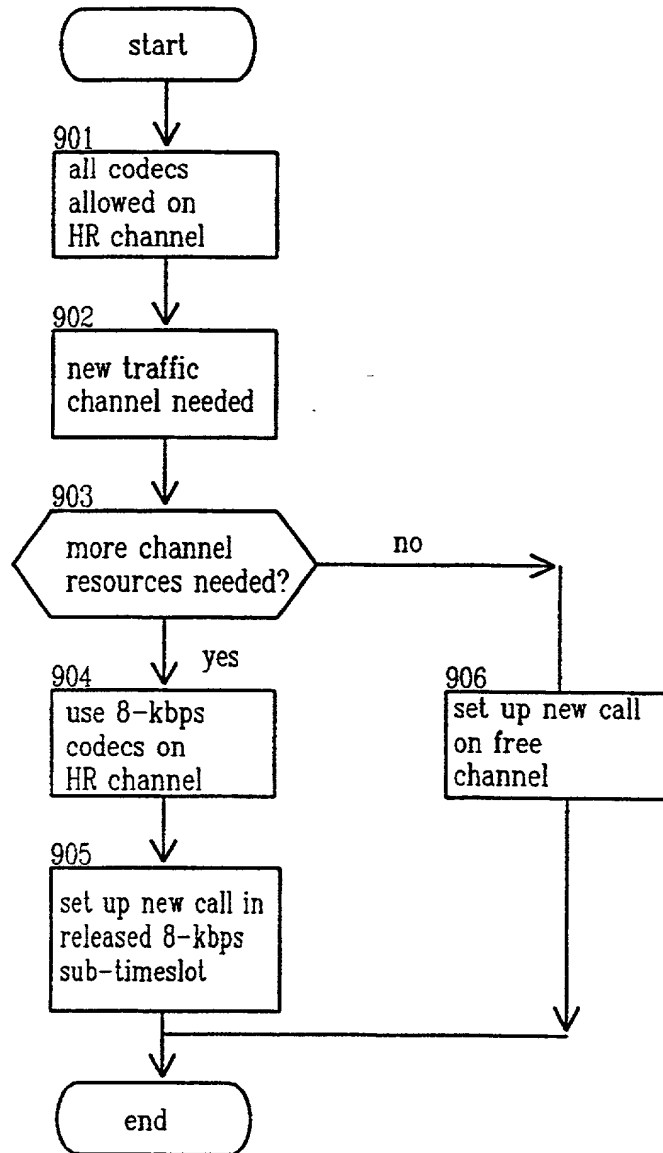 start
901
all codecs
allowed on
HR channel
902
new traffic
channel needed
903
more channel
resources needed?
no
yes
904
use 8-kbps
codecs on
HR channel
906
set up new call
on free
channel
905
set up new call in
released 8-kbps
sub-timeslot
end